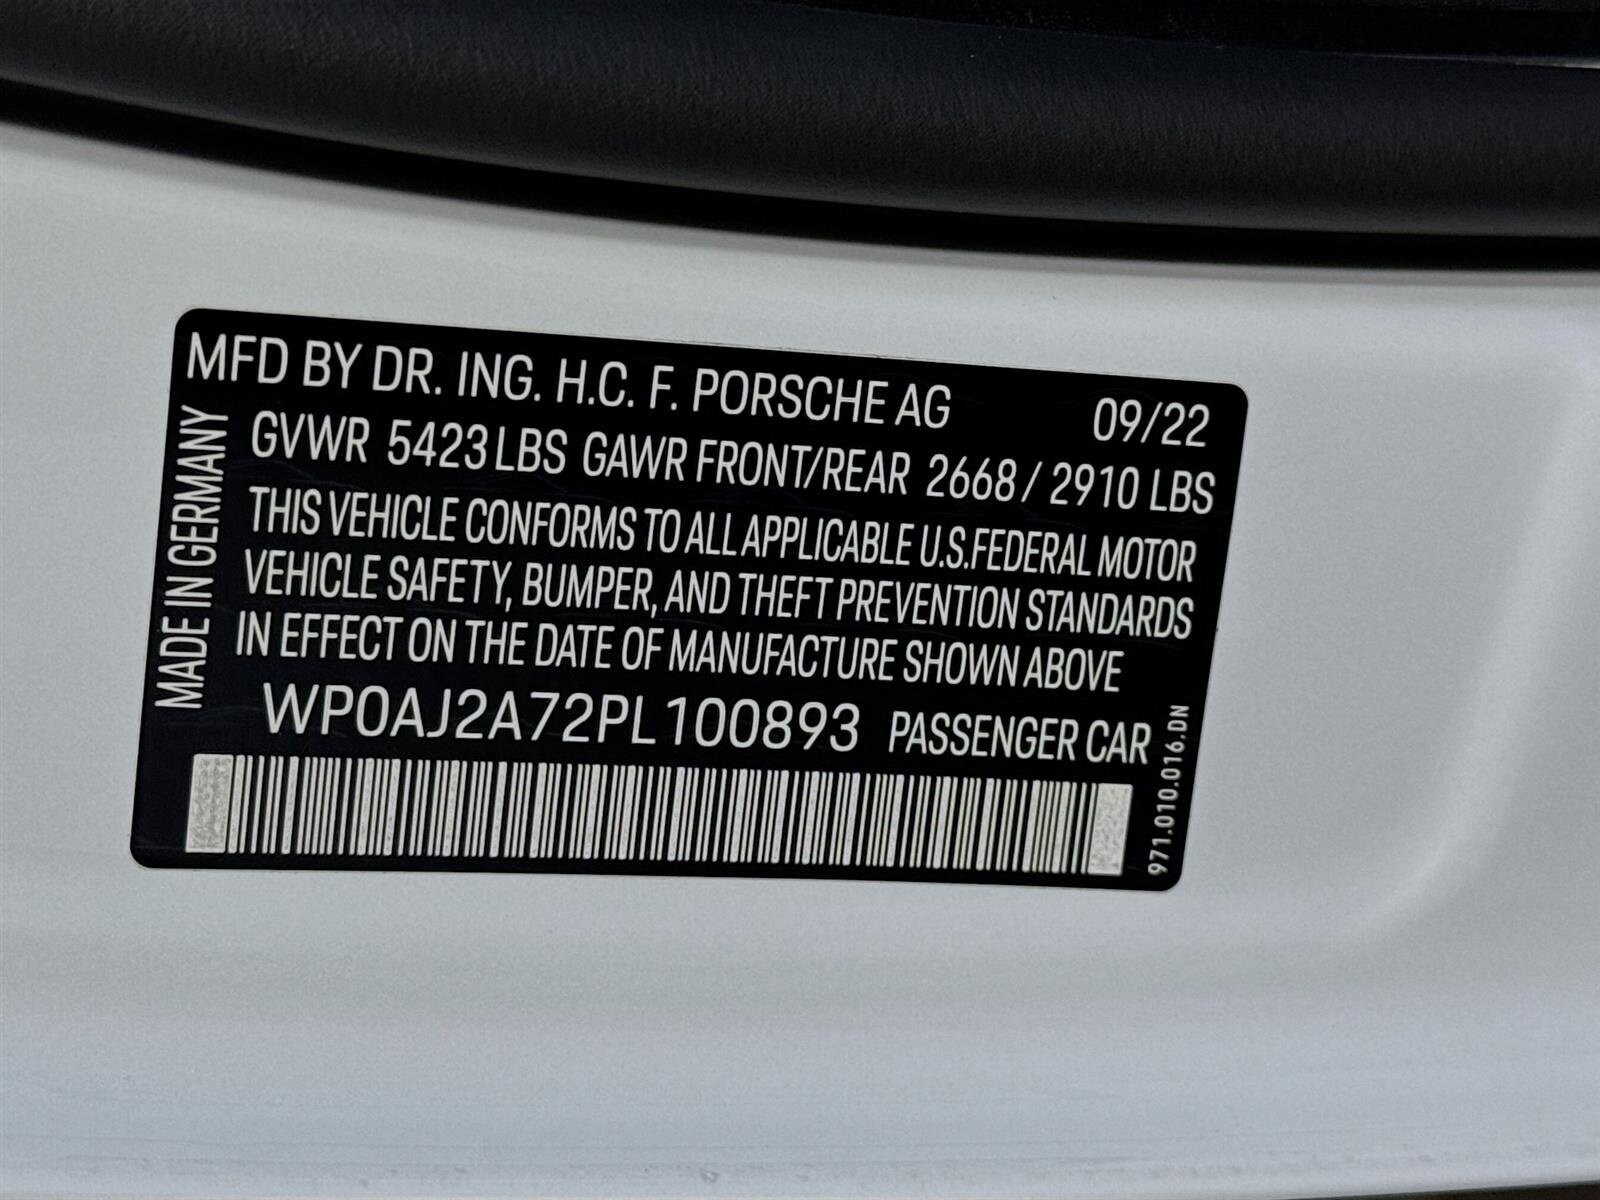 MFD BY DR. ING. H.C. F. PORSCHE AG 09/22
GVWR 5423 LBS GAWR FRONT/REAR 2668 / 2910 LBS
THIS VEHICLE CONFORMS TO ALL APPLICABLE U.S.FEDERAL MOTOR
VEHICLE SAFETY, BUMPER, AND THEFT PREVENTION STANDARDS
IN EFFECT ON THE DATE OF MANUFACTURE SHOWN ABOVE
WP0AJ2A72PL100893 PASSENGER CAR
MADE IN GERMANY
971.010.016.DN